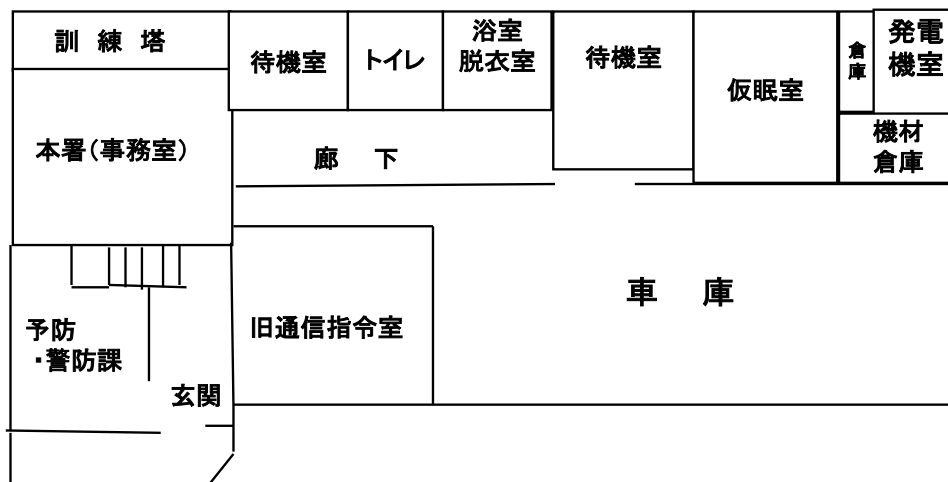 訓 練 塔
待機室
トイレ
浴室
脱衣室
待機室
仮眠室
倉庫
発電
機室
本署（事務室）
廊 下
機材
倉庫
予防
・警防課
旧通信指令室
車 庫
玄関